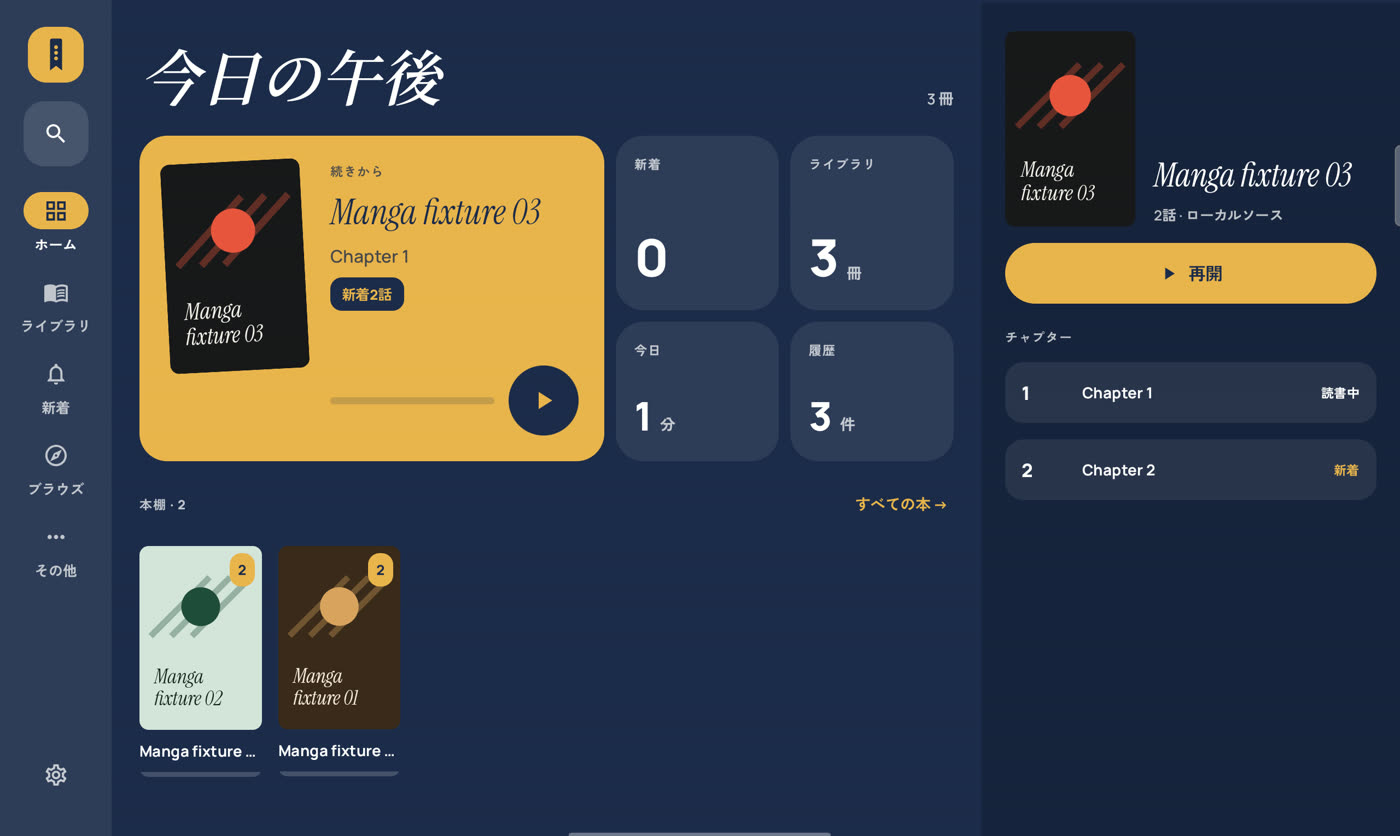 ホーム
ライブラリ
新着
ブラウズ
その他
今日の午後
3 冊
Manga
fixture 03
続きから
Manga fixture 03
Chapter 1
新着2話
新着
0
ライブラリ
3 冊
今日
1 分
履歴
3 件
本棚 · 2
すべての本 →
2
Manga
fixture 02
Manga fixture ...
2
Manga
fixture 01
Manga fixture ...
Manga
fixture 03
Manga fixture 03
2話 · ローカルソース
再開
チャプター
1 Chapter 1 読書中
2 Chapter 2 新着